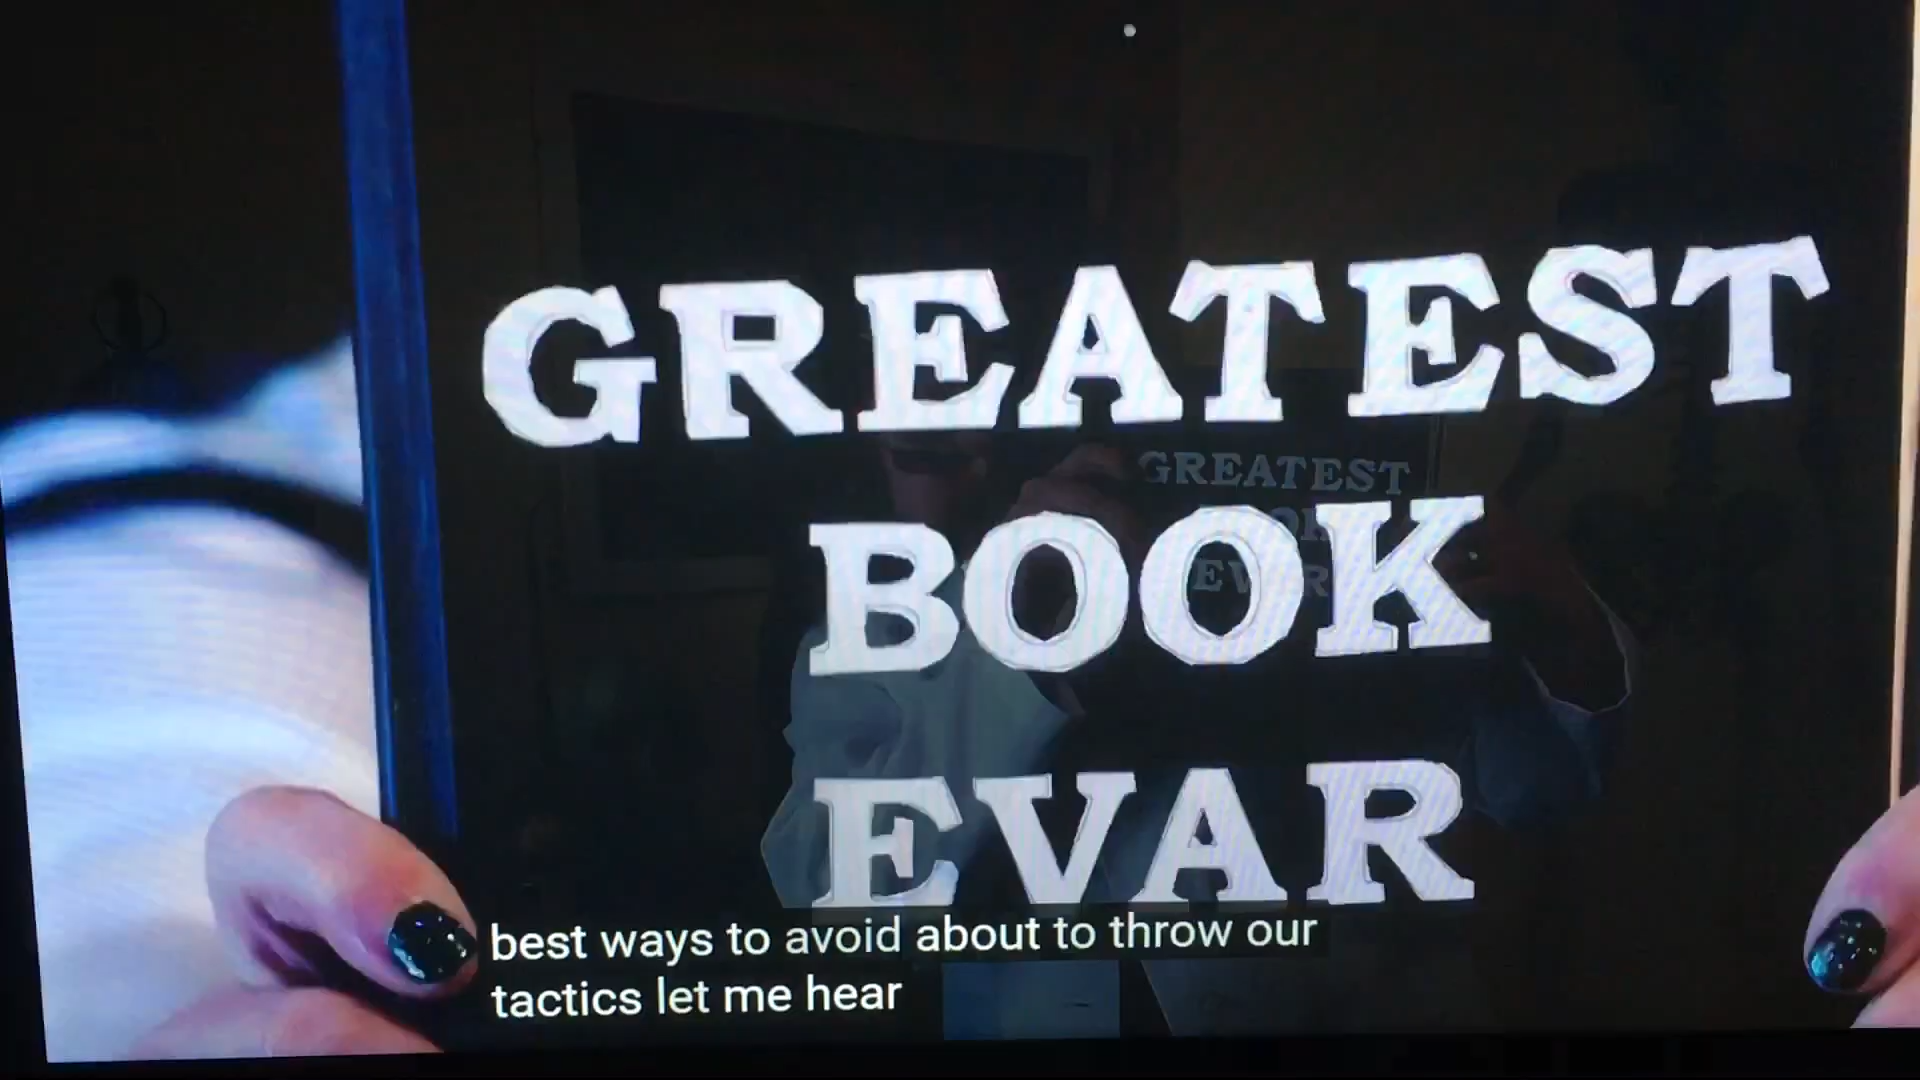 GREATEST
BOOK
EVAR
best ways to avoid about to throw our
tactics let me hear
GREATEST